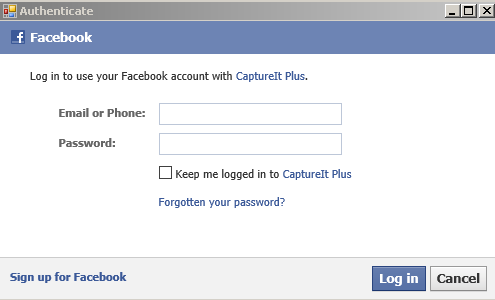 Authenticate
Facebook
Log in to use your Facebook account with CaptureIt Plus.
Email or Phone:
Password:
Keep me logged in to CaptureIt Plus
Forgotten your password?
Sign up for Facebook
Log in
Cancel